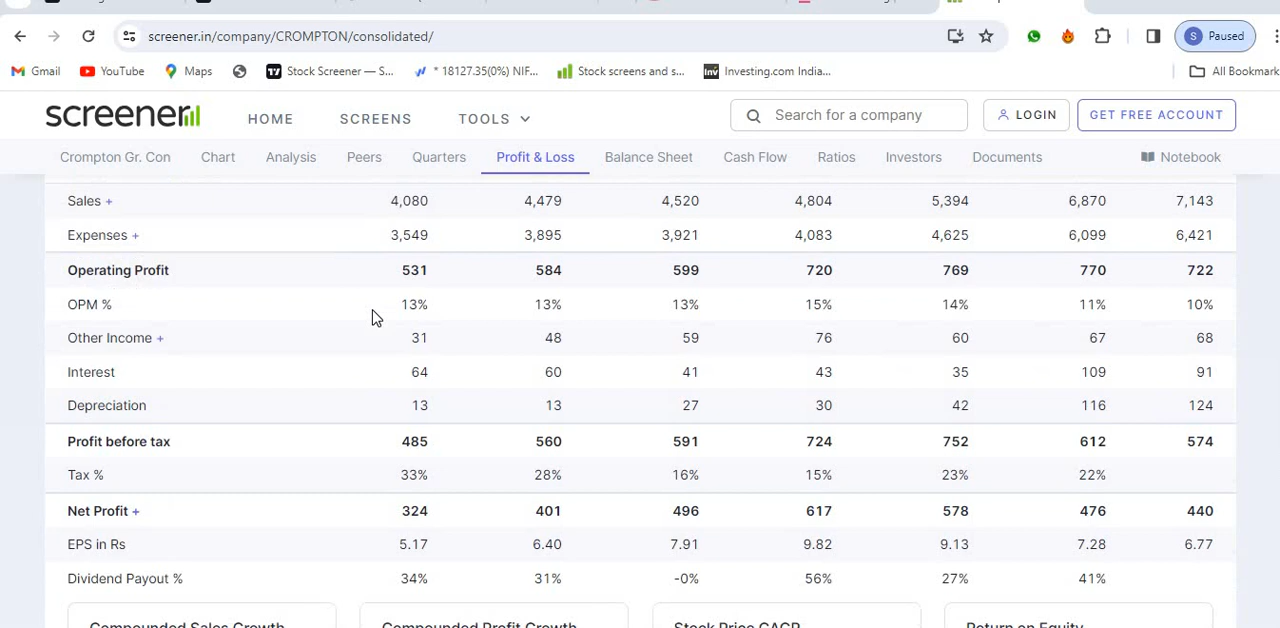 screener.in/company/CROMPTON/consolidated/
S Paused
Gmail YouTube Maps Stock Screener — S... * 18127.35(0%) NIF... Stock screens and s... Investing.com India... All Bookmark
screener HOME SCREENS TOOLS Search for a company LOGIN GET FREE ACCOUNT
Crompton Gr. Con Chart Analysis Peers Quarters Profit & Loss Balance Sheet Cash Flow Ratios Investors Documents Notebook
Sales + 4,080 4,479 4,520 4,804 5,394 6,870 7,143
Expenses + 3,549 3,895 3,921 4,083 4,625 6,099 6,421
Operating Profit 531 584 599 720 769 770 722
OPM % 13% 13% 13% 15% 14% 11% 10%
Other Income + 31 48 59 76 60 67 68
Interest 64 60 41 43 35 109 91
Depreciation 13 13 27 30 42 116 124
Profit before tax 485 560 591 724 752 612 574
Tax % 33% 28% 16% 15% 23% 22%
Net Profit + 324 401 496 617 578 476 440
EPS in Rs 5.17 6.40 7.91 9.82 9.13 7.28 6.77
Dividend Payout % 34% 31% -0% 56% 27% 41%
Compounded Sales Growth Compounded Profit Growth Stock Price CAGR Return on Equity